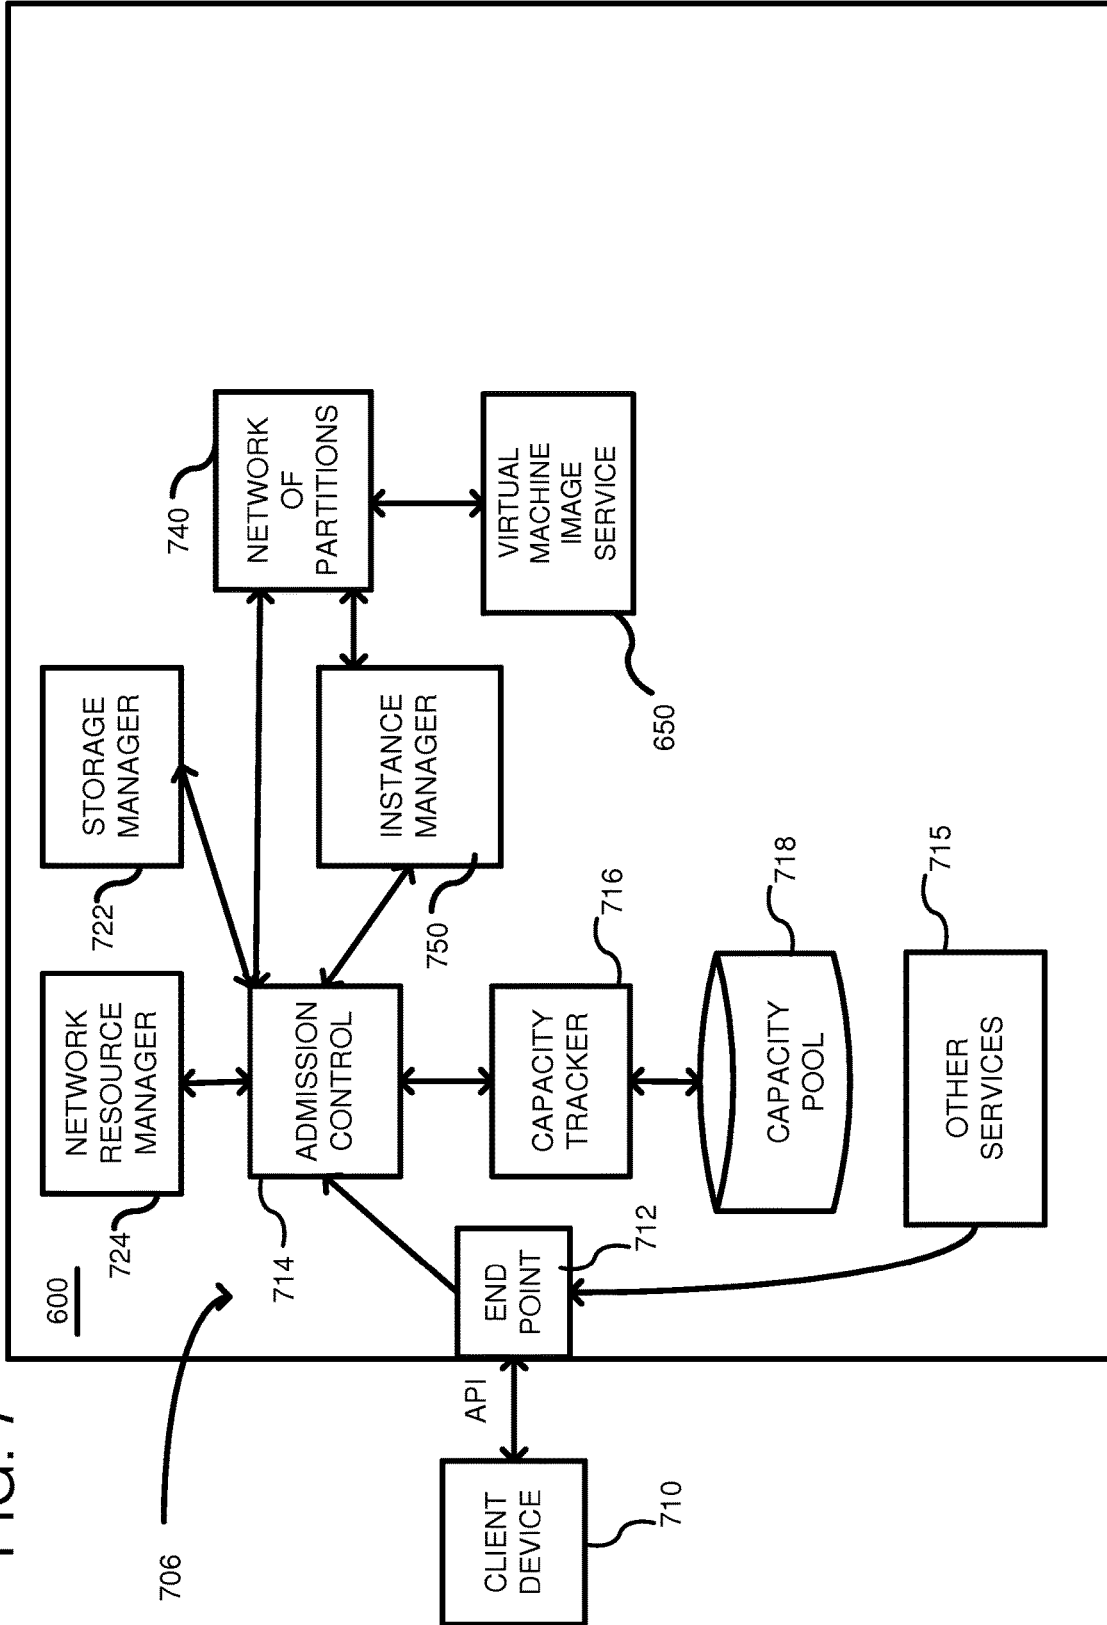 FIG. 7
600
706
724
NETWORK
RESOURCE
MANAGER
722
STORAGE
MANAGER
740
NETWORK
OF
PARTITIONS
714
ADMISSION
CONTROL
750
INSTANCE
MANAGER
VIRTUAL
MACHINE
IMAGE
SERVICE
650
CLIENT
DEVICE
710
API
END
POINT
712
CAPACITY
TRACKER
716
CAPACITY
POOL
718
OTHER
SERVICES
715